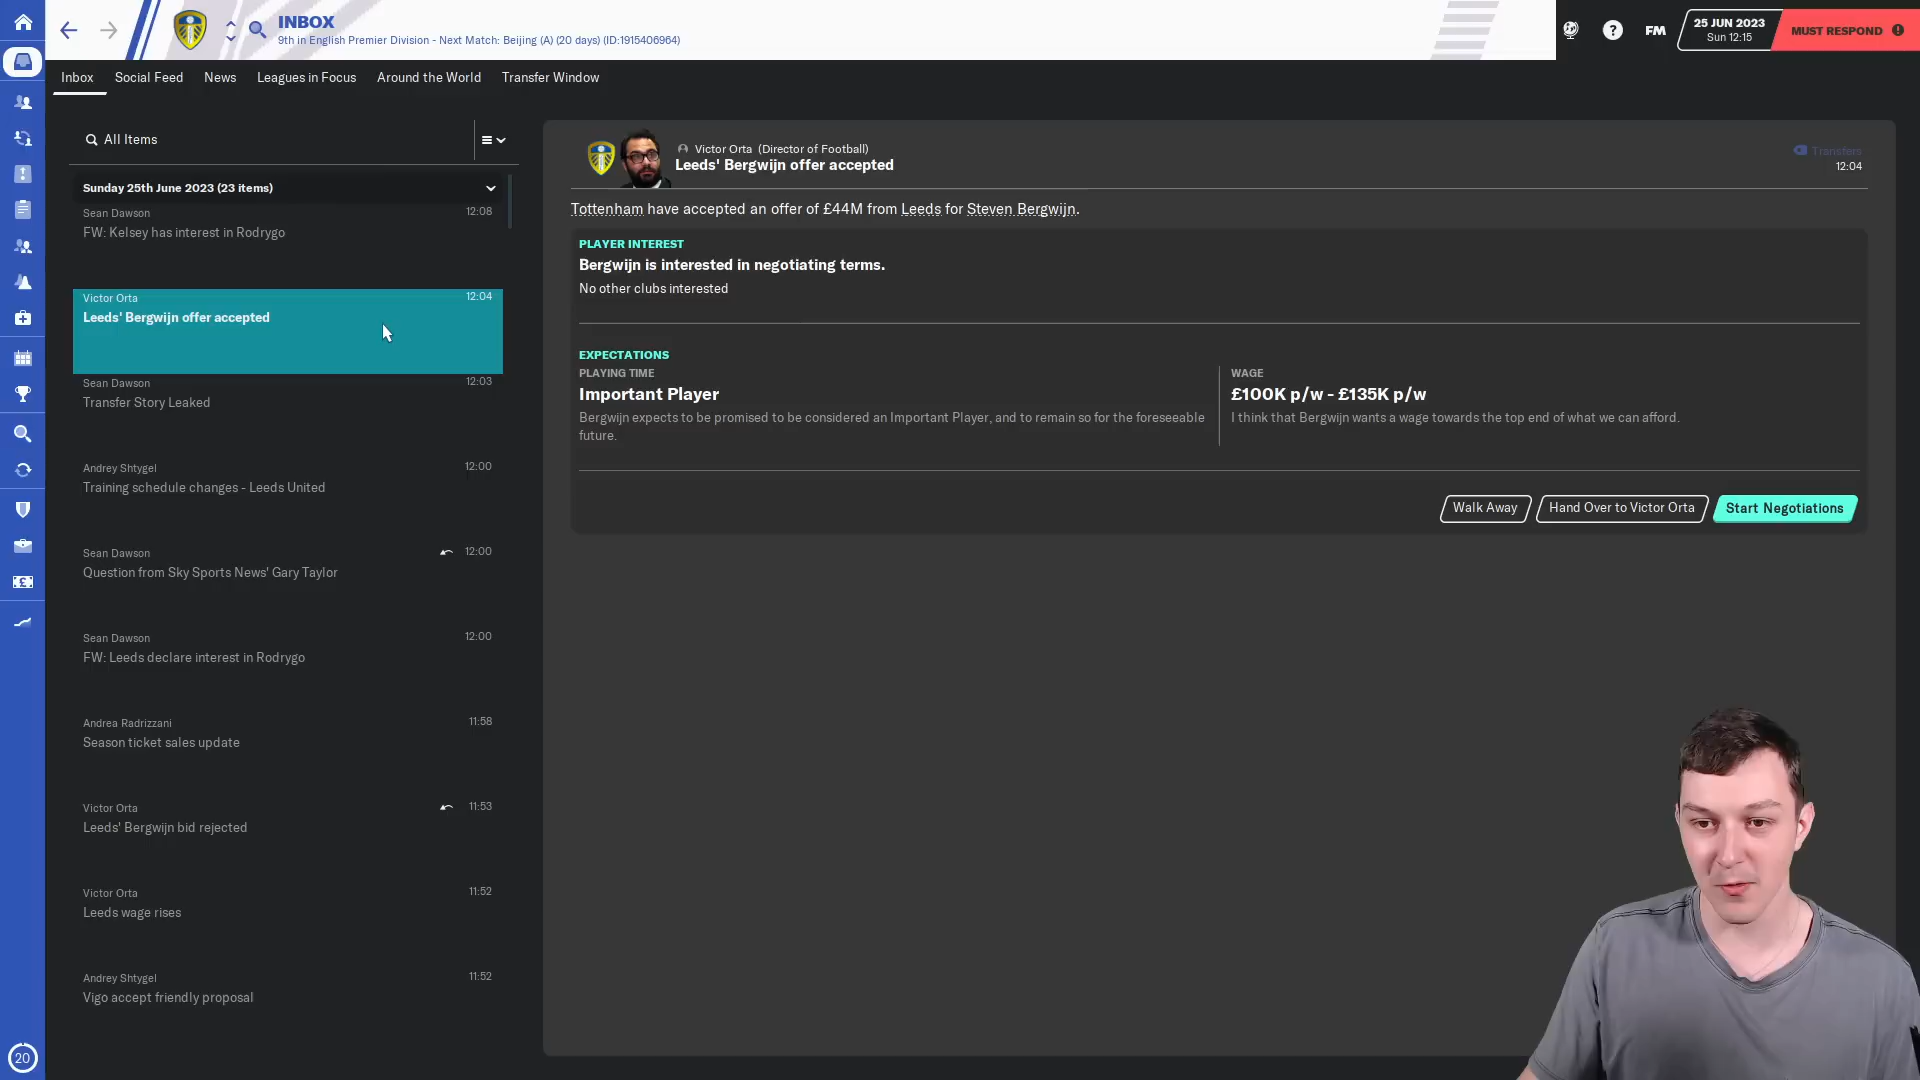 INBOX
9th in English Premier Division - Next Match: Beijing (A) (20 days) (ID:1915406964)
?
FM
25 JUN 2023
Sun 12:15
MUST RESPOND
Inbox
Social Feed
News
Leagues in Focus
Around the World
Transfer Window
All Items
Sunday 25th June 2023 (23 items)
Sean Dawson
12:08
FW: Kelsey has interest in Rodrygo
Victor Orta
12:04
Leeds' Bergwijn offer accepted
Sean Dawson
12:03
Transfer Story Leaked
Andrey Shtygel
12:00
Training schedule changes - Leeds United
Sean Dawson
12:00
Question from Sky Sports News' Gary Taylor
Sean Dawson
12:00
FW: Leeds declare interest in Rodrygo
Andrea Radrizzani
11:58
Season ticket sales update
Victor Orta
11:53
Leeds' Bergwijn bid rejected
Victor Orta
11:52
Leeds wage rises
Andrey Shtygel
11:52
Vigo accept friendly proposal
20
Victor Orta (Director of Football)
Leeds' Bergwijn offer accepted
Transfers
12:04
Tottenham have accepted an offer of £44M from Leeds for Steven Bergwijn.
PLAYER INTEREST
Bergwijn is interested in negotiating terms.
No other clubs interested
EXPECTATIONS
PLAYING TIME
Important Player
Bergwijn expects to be promised to be considered an Important Player, and to remain so for the foreseeable
future.
WAGE
£100K p/w - £135K p/w
I think that Bergwijn wants a wage towards the top end of what we can afford.
Walk Away
Hand Over to Victor Orta
Start Negotiations